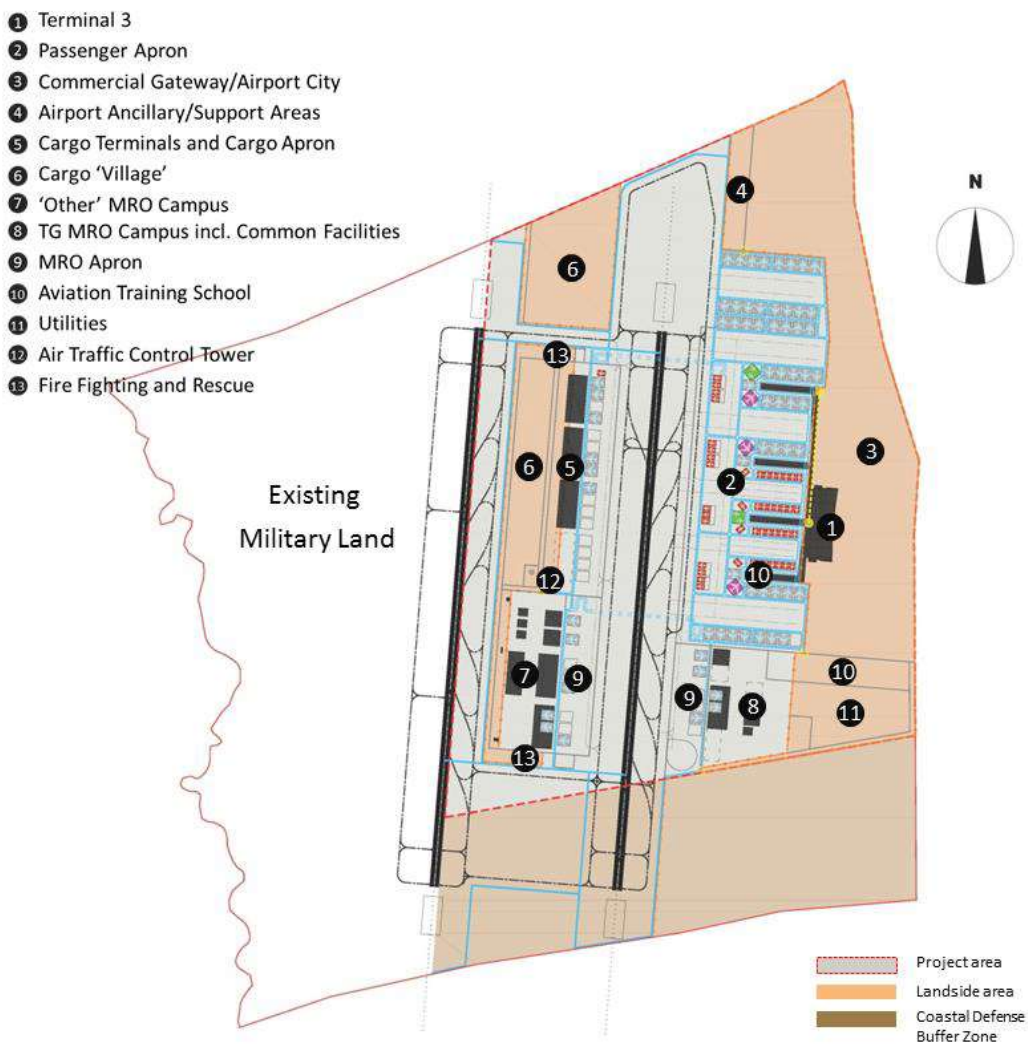 1 Terminal 3
2 Passenger Apron
3 Commercial Gateway/Airport City
4 Airport Ancillary/Support Areas
5 Cargo Terminals and Cargo Apron
6 Cargo ‘Village’
7 ‘Other’ MRO Campus
8 TG MRO Campus incl. Common Facilities
9 MRO Apron
10 Aviation Training School
11 Utilities
12 Air Traffic Control Tower
13 Fire Fighting and Rescue
N
4
6
13
3
6
5
2
1
12
10
10
7
9
9
8
11
13
Existing
Military Land
Project area
Landside area
Coastal Defense
Buffer Zone